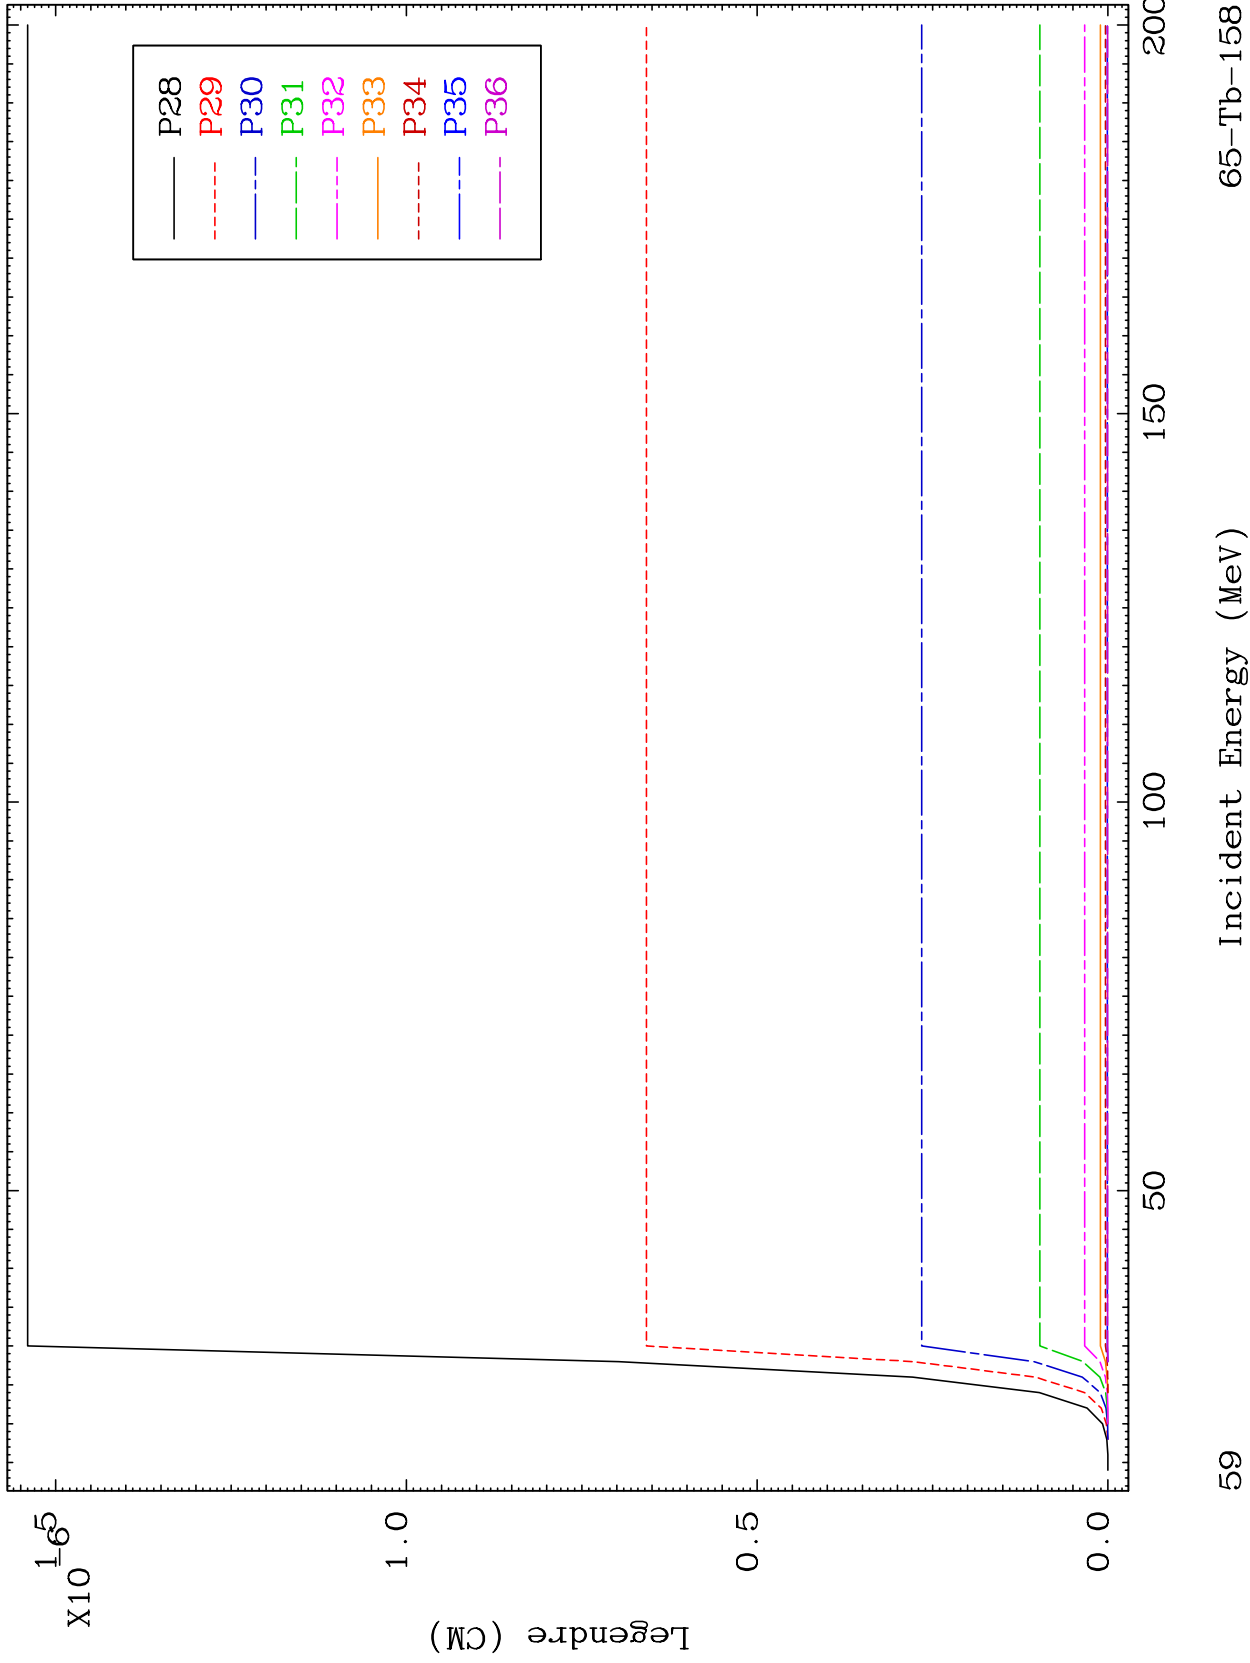 P28
P29
P30
P31
P32
P33
P34
P35
P36
X10
-6
1.5
1.0
0.5
0.0
Legendre (CM)
50
100
150
200
Incident Energy (MeV)
59
65-Tb-158